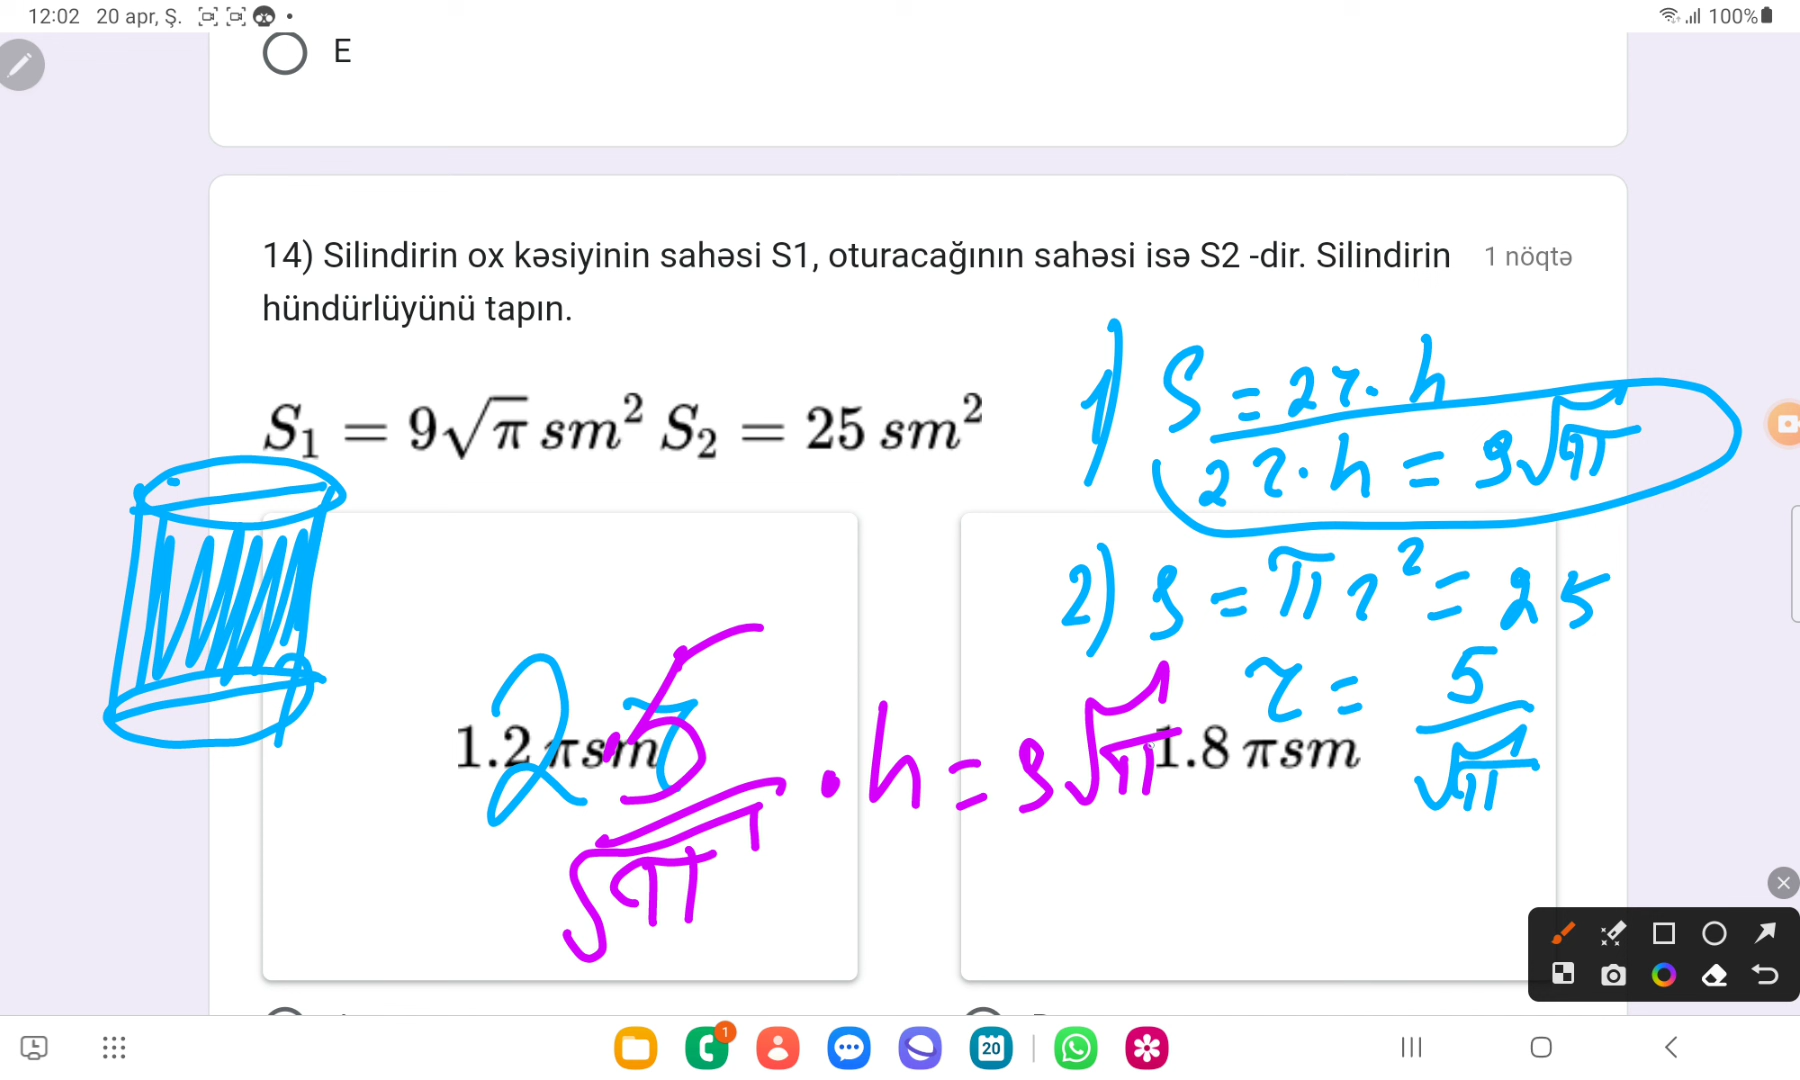 12:02 20 apr, Ş. 100%
E
14) Silindirin ox kəsiyinin sahəsi S1, oturacağının sahəsi isə S2 -dir. Silindirin
hündürlüyünü tapın.
1 nöqtə
S₁ = 9√π sm² S₂ = 25 sm²
1) S = 2r · h
2r · h = 9√π
2) S = πr² = 25
r = 5/√π
1.2 πsm
1.8 πsm
2 · 5/√π · h = 9√π
1
20